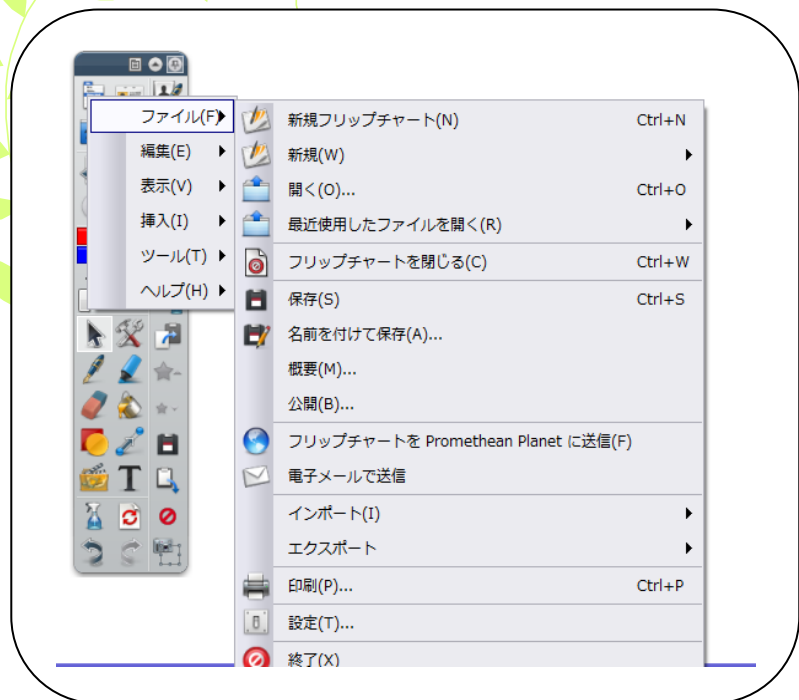 ファイル(F)
編集(E)
表示(V)
挿入(I)
ツール(T)
ヘルプ(H)
新規フリップチャート(N) Ctrl+N
新規(W)
開く(O)... Ctrl+O
最近使用したファイルを開く(R)
フリップチャートを閉じる(C) Ctrl+W
保存(S) Ctrl+S
名前を付けて保存(A)...
概要(M)...
公開(B)...
フリップチャートを Promethean Planet に送信(F)
電子メールで送信
インポート(I)
エクスポート
印刷(P)... Ctrl+P
設定(T)...
終了(X)
T